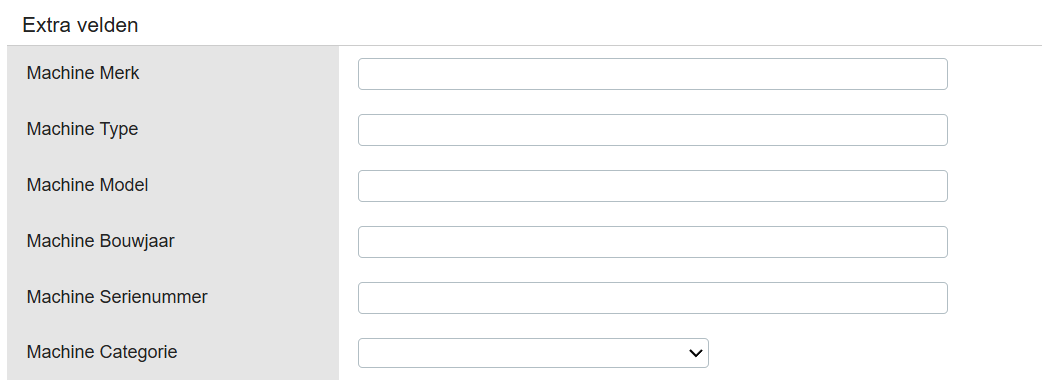 Extra velden
Machine Merk
Machine Type
Machine Model
Machine Bouwjaar
Machine Serienummer
Machine Categorie